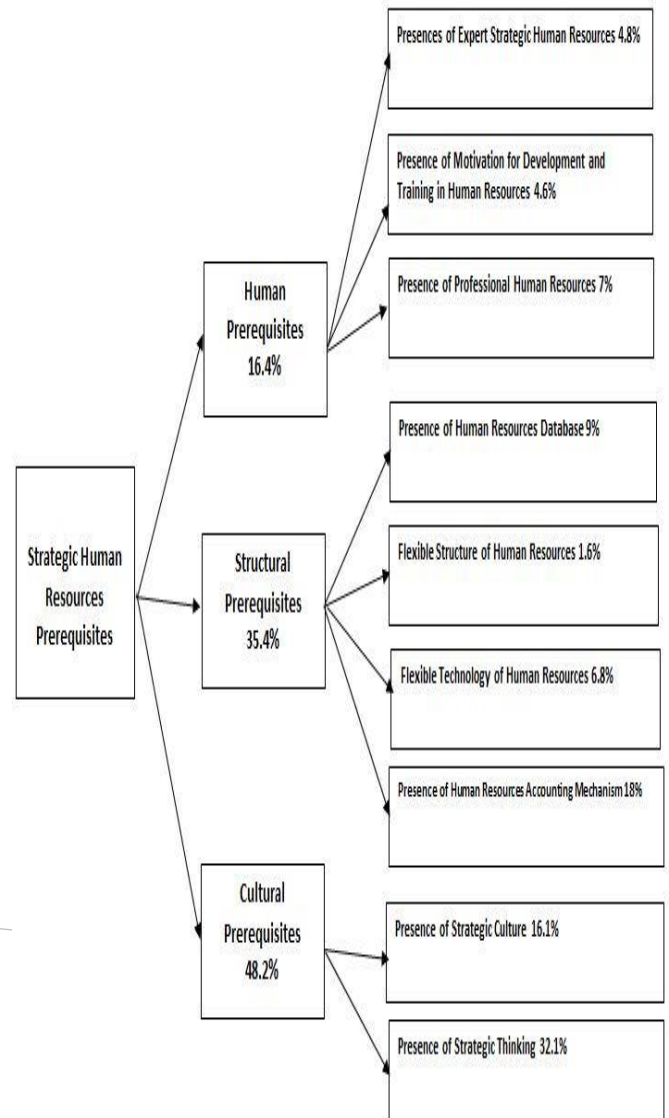 Strategic Human
Resources
Prerequisites
Human
Prerequisites
16.4%
Presences of Expert Strategic Human Resources 4.8%
Presence of Motivation for Development and
Training in Human Resources 4.6%
Presence of Professional Human Resources 7%
Structural
Prerequisites
35.4%
Presence of Human Resources Database 9%
Flexible Structure of Human Resources 1.6%
Flexible Technology of Human Resources 6.8%
Presence of Human Resources Accounting Mechanism 18%
Cultural
Prerequisites
48.2%
Presence of Strategic Culture 16.1%
Presence of Strategic Thinking 32.1%